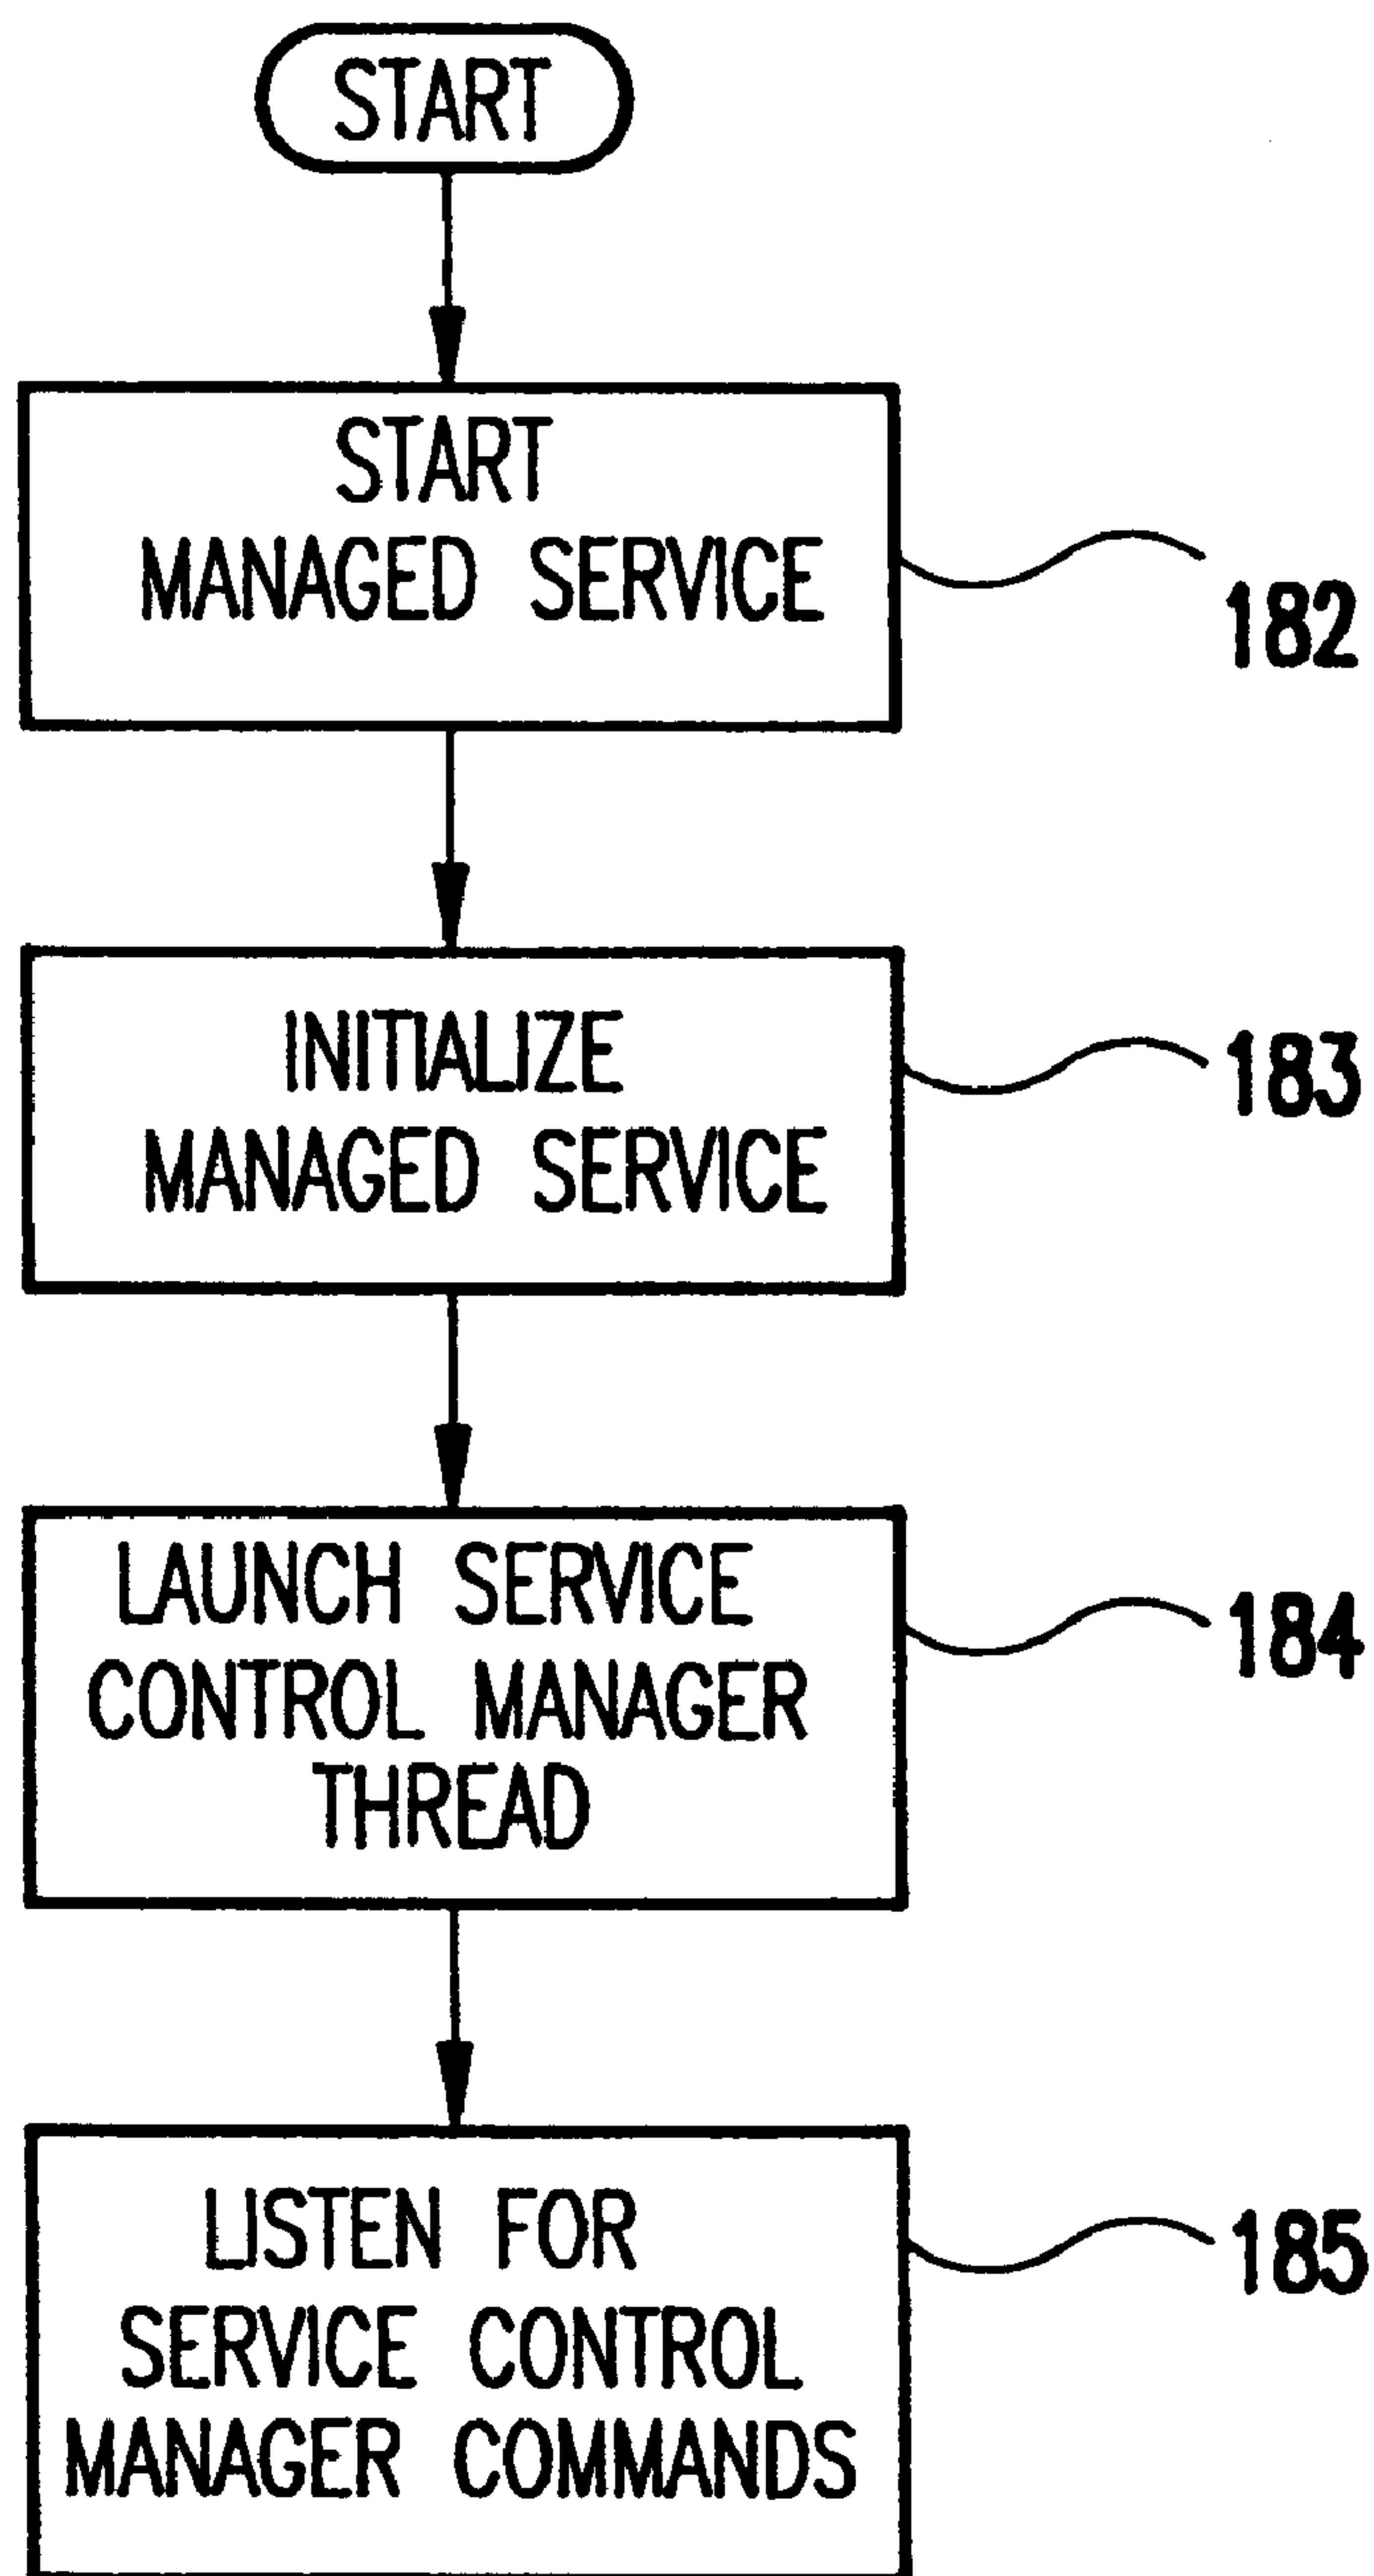 START
START
MANAGED SERVICE
182
INITIALIZE
MANAGED SERVICE
183
LAUNCH SERVICE
CONTROL MANAGER
THREAD
184
LISTEN FOR
SERVICE CONTROL
MANAGER COMMANDS
185